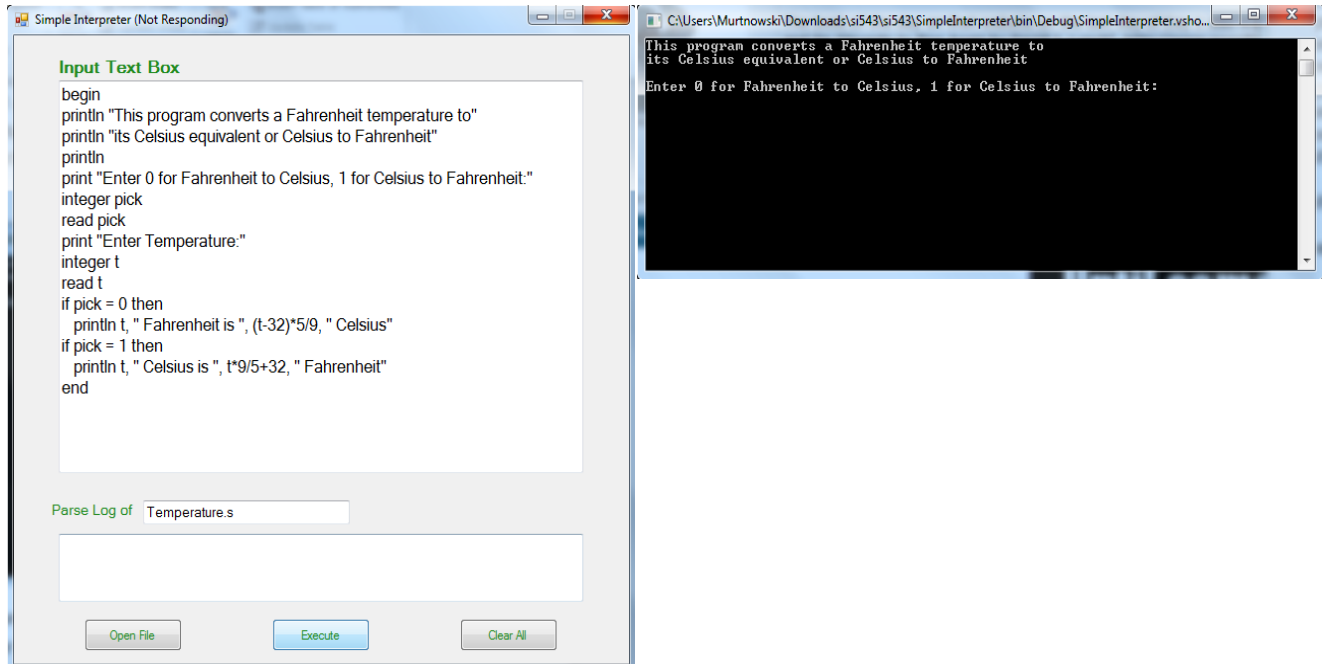 Simple Interpreter (Not Responding)
Input Text Box
begin
println "This program converts a Fahrenheit temperature to"
println "its Celsius equivalent or Celsius to Fahrenheit"
println
print "Enter 0 for Fahrenheit to Celsius, 1 for Celsius to Fahrenheit:"
integer pick
read pick
print "Enter Temperature:"
integer t
read t
if pick = 0 then
println t, " Fahrenheit is ", (t-32)*5/9, " Celsius"
if pick = 1 then
println t, " Celsius is ", t*9/5+32, " Fahrenheit"
end
Parse Log of Temperature.s
Open File Execute Clear All
C:\Users\Murtnowski\Downloads\si543\si543\SimpleInterpreter\bin\Debug\SimpleInterpreter.vsho...
This program converts a Fahrenheit temperature to
its Celsius equivalent or Celsius to Fahrenheit
Enter 0 for Fahrenheit to Celsius, 1 for Celsius to Fahrenheit: